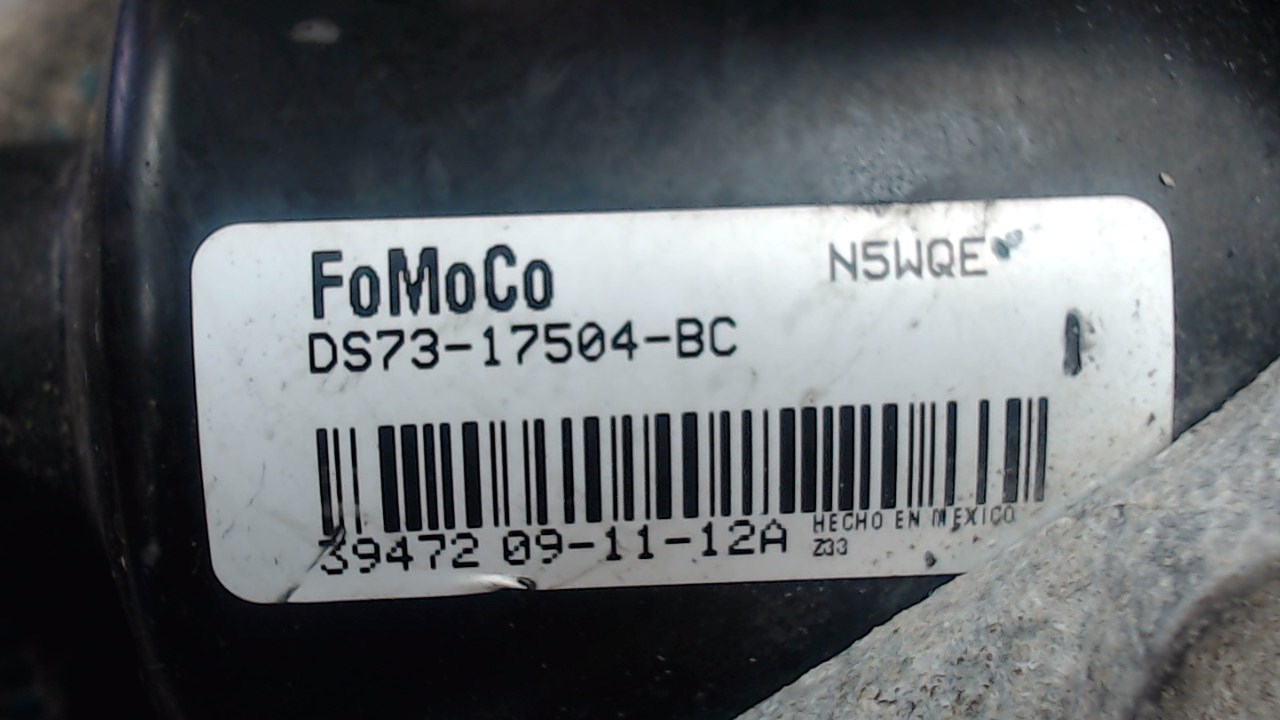 FoMoCo
N5WQE
DS73-17504-BC
39472 09-11-12A
HECHO EN MEXICO
Z33